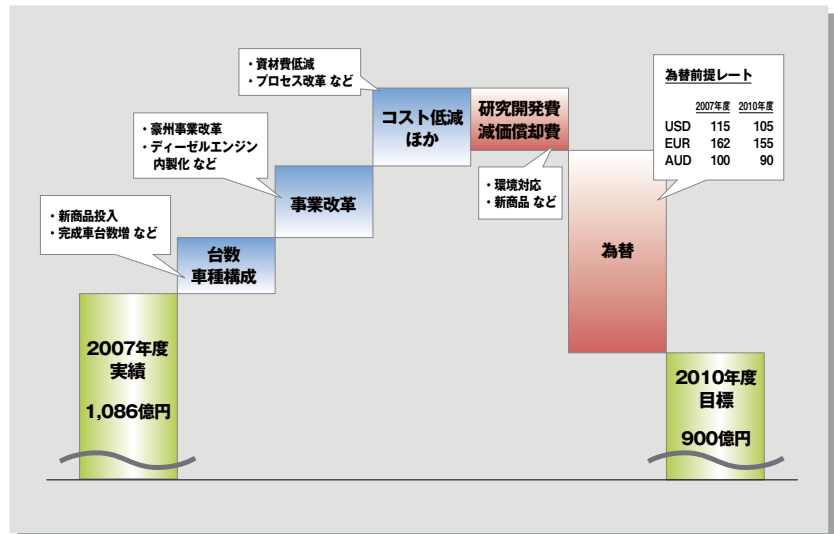 ・資材費低減
・プロセス改革 など
コスト低減
ほか
研究開発費
減価償却費
為替前提レート
2007年度 2010年度
USD 115 105
EUR 162 155
AUD 100 90
・豪州事業改革
・ディーゼルエンジン
内製化 など
事業改革
・環境対応
・新商品 など
・新商品投入
・完成車台数増 など
台数
車種構成
為替
2007年度
実績
1,086億円
2010年度
目標
900億円